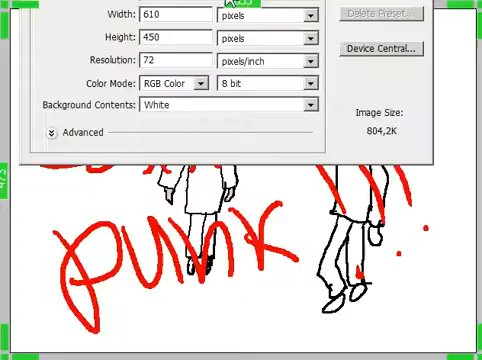 Width: 610 pixels Delete Preset...
Height: 450 pixels
Resolution: 72 pixels/inch Device Central...
Color Mode: RGB Color 8 bit
Background Contents: White Image Size:
Advanced 804,2K
punk